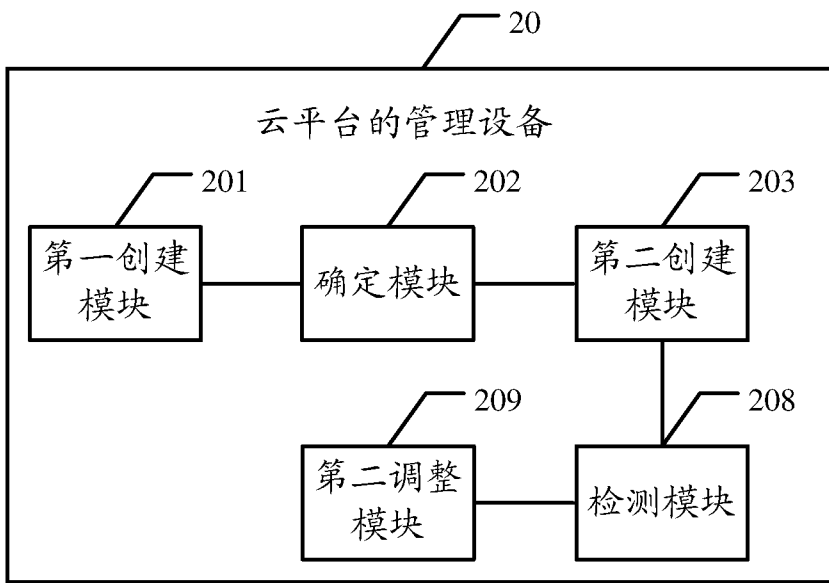 20
云平台的管理设备
201
202
203
第一创建
模块
确定模块
第二创建
模块
209
208
第二调整
模块
检测模块